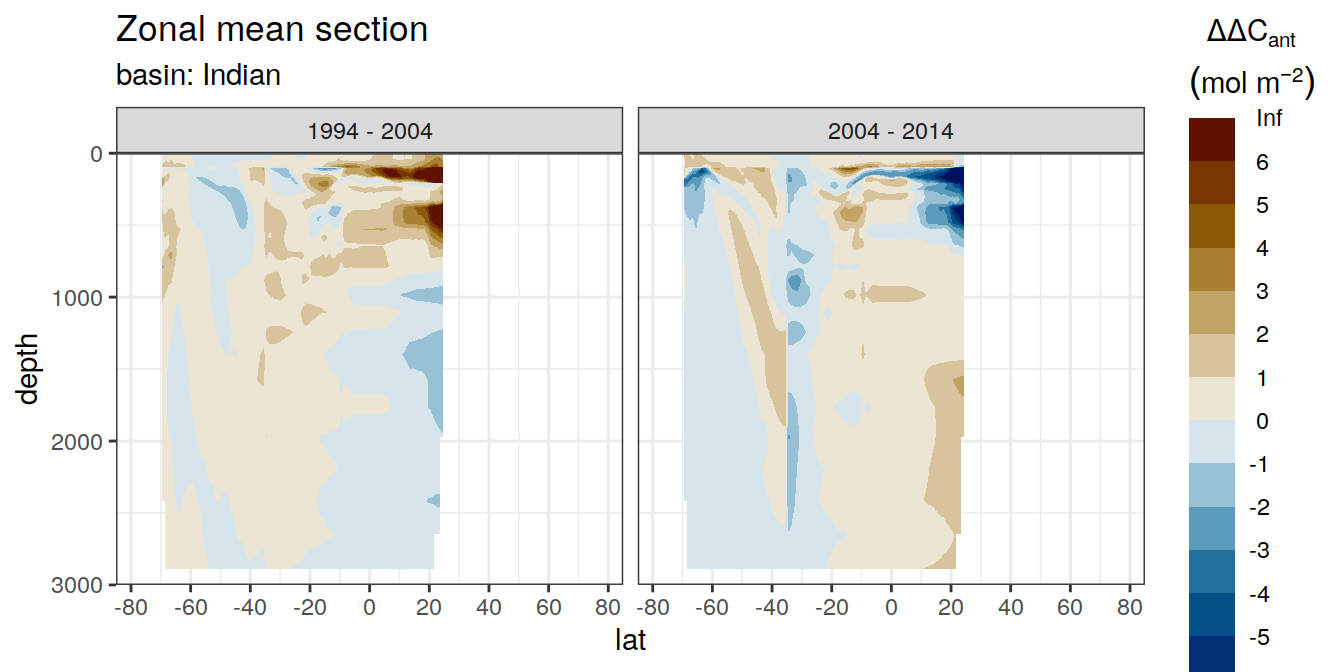 Zonal mean section
basin: Indian
1994 - 2004
2004 - 2014
depth
0
1000
2000
3000
-80 -60 -40 -20 0 20 40 60 80
-80 -60 -40 -20 0 20 40 60 80
lat
ΔΔCant
(mol m−2)
Inf
6
5
4
3
2
1
0
-1
-2
-3
-4
-5